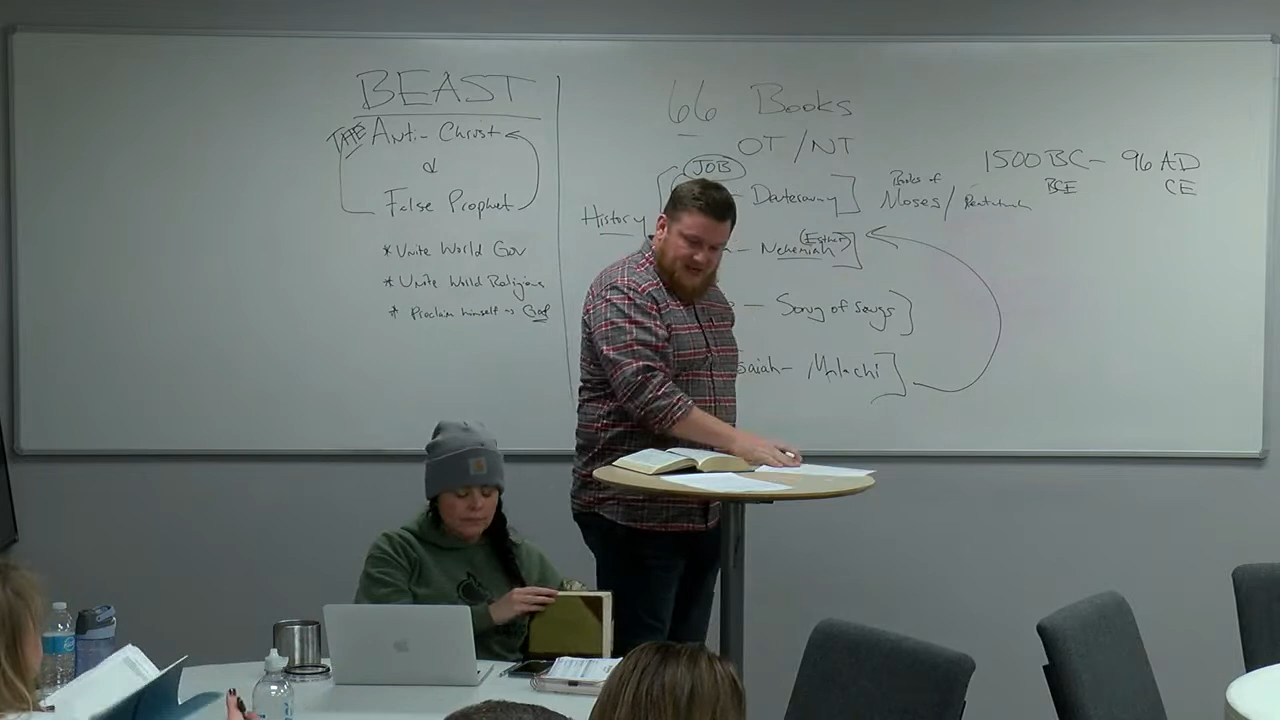 BEAST
THE Anti-Christ
&
False Prophet
* Unite World Gov
* Unite World Religions
* Proclaim himself as God
66 Books
OT / NT
JOB
History
- Deuteronomy]
Books of
Moses / Pentateuch
1500 BC - 96 AD
BCE CE
(Esther)
- Nehemiah]
- Song of Songs]
saiah - Malachi]